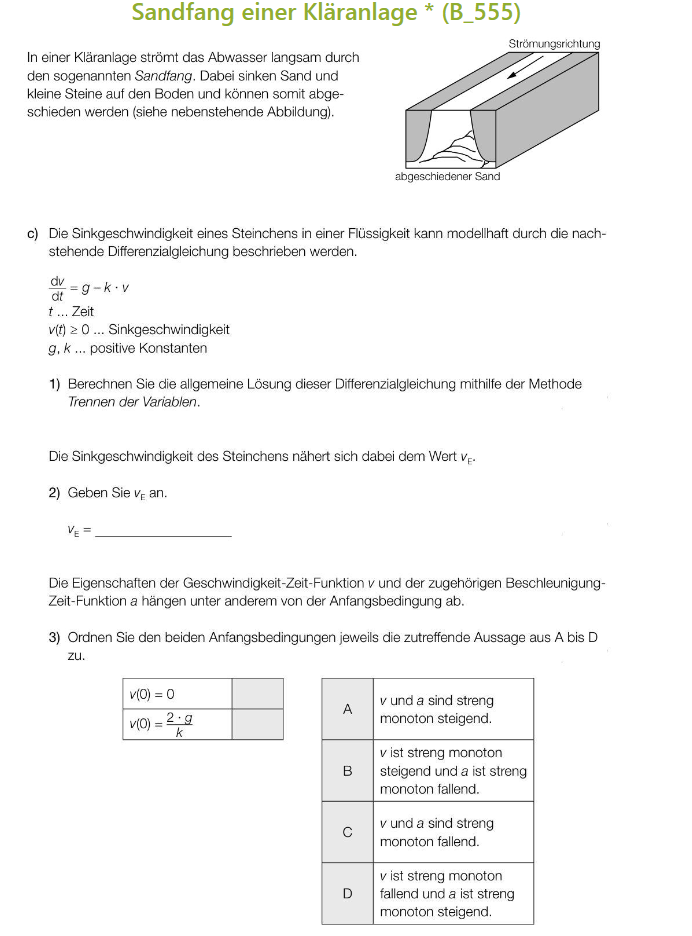 Sandfang einer Kläranlage * (B_555)
In einer Kläranlage strömt das Abwasser langsam durch
den sogenannten Sandfang. Dabei sinken Sand und
kleine Steine auf den Boden und können somit abge-
schieden werden (siehe nebenstehende Abbildung).
Strömungsrichtung
abgeschiedener Sand
c) Die Sinkgeschwindigkeit eines Steinchens in einer Flüssigkeit kann modellhaft durch die nach-
stehende Differenzialgleichung beschrieben werden.
dv/dt = g – k · v
t ... Zeit
v(t) ≥ 0 ... Sinkgeschwindigkeit
g, k ... positive Konstanten
1) Berechnen Sie die allgemeine Lösung dieser Differenzialgleichung mithilfe der Methode
Trennen der Variablen.
Die Sinkgeschwindigkeit des Steinchens nähert sich dabei dem Wert v_E.
2) Geben Sie v_E an.
v_E = ___________________
Die Eigenschaften der Geschwindigkeit-Zeit-Funktion v und der zugehörigen Beschleunigung-
Zeit-Funktion a hängen unter anderem von der Anfangsbedingung ab.
3) Ordnen Sie den beiden Anfangsbedingungen jeweils die zutreffende Aussage aus A bis D
zu.
v(0) = 0
v(0) = 2 · g / k
A
v und a sind streng
monoton steigend.
B
v ist streng monoton
steigend und a ist streng
monoton fallend.
C
v und a sind streng
monoton fallend.
D
v ist streng monoton
fallend und a ist streng
monoton steigend.